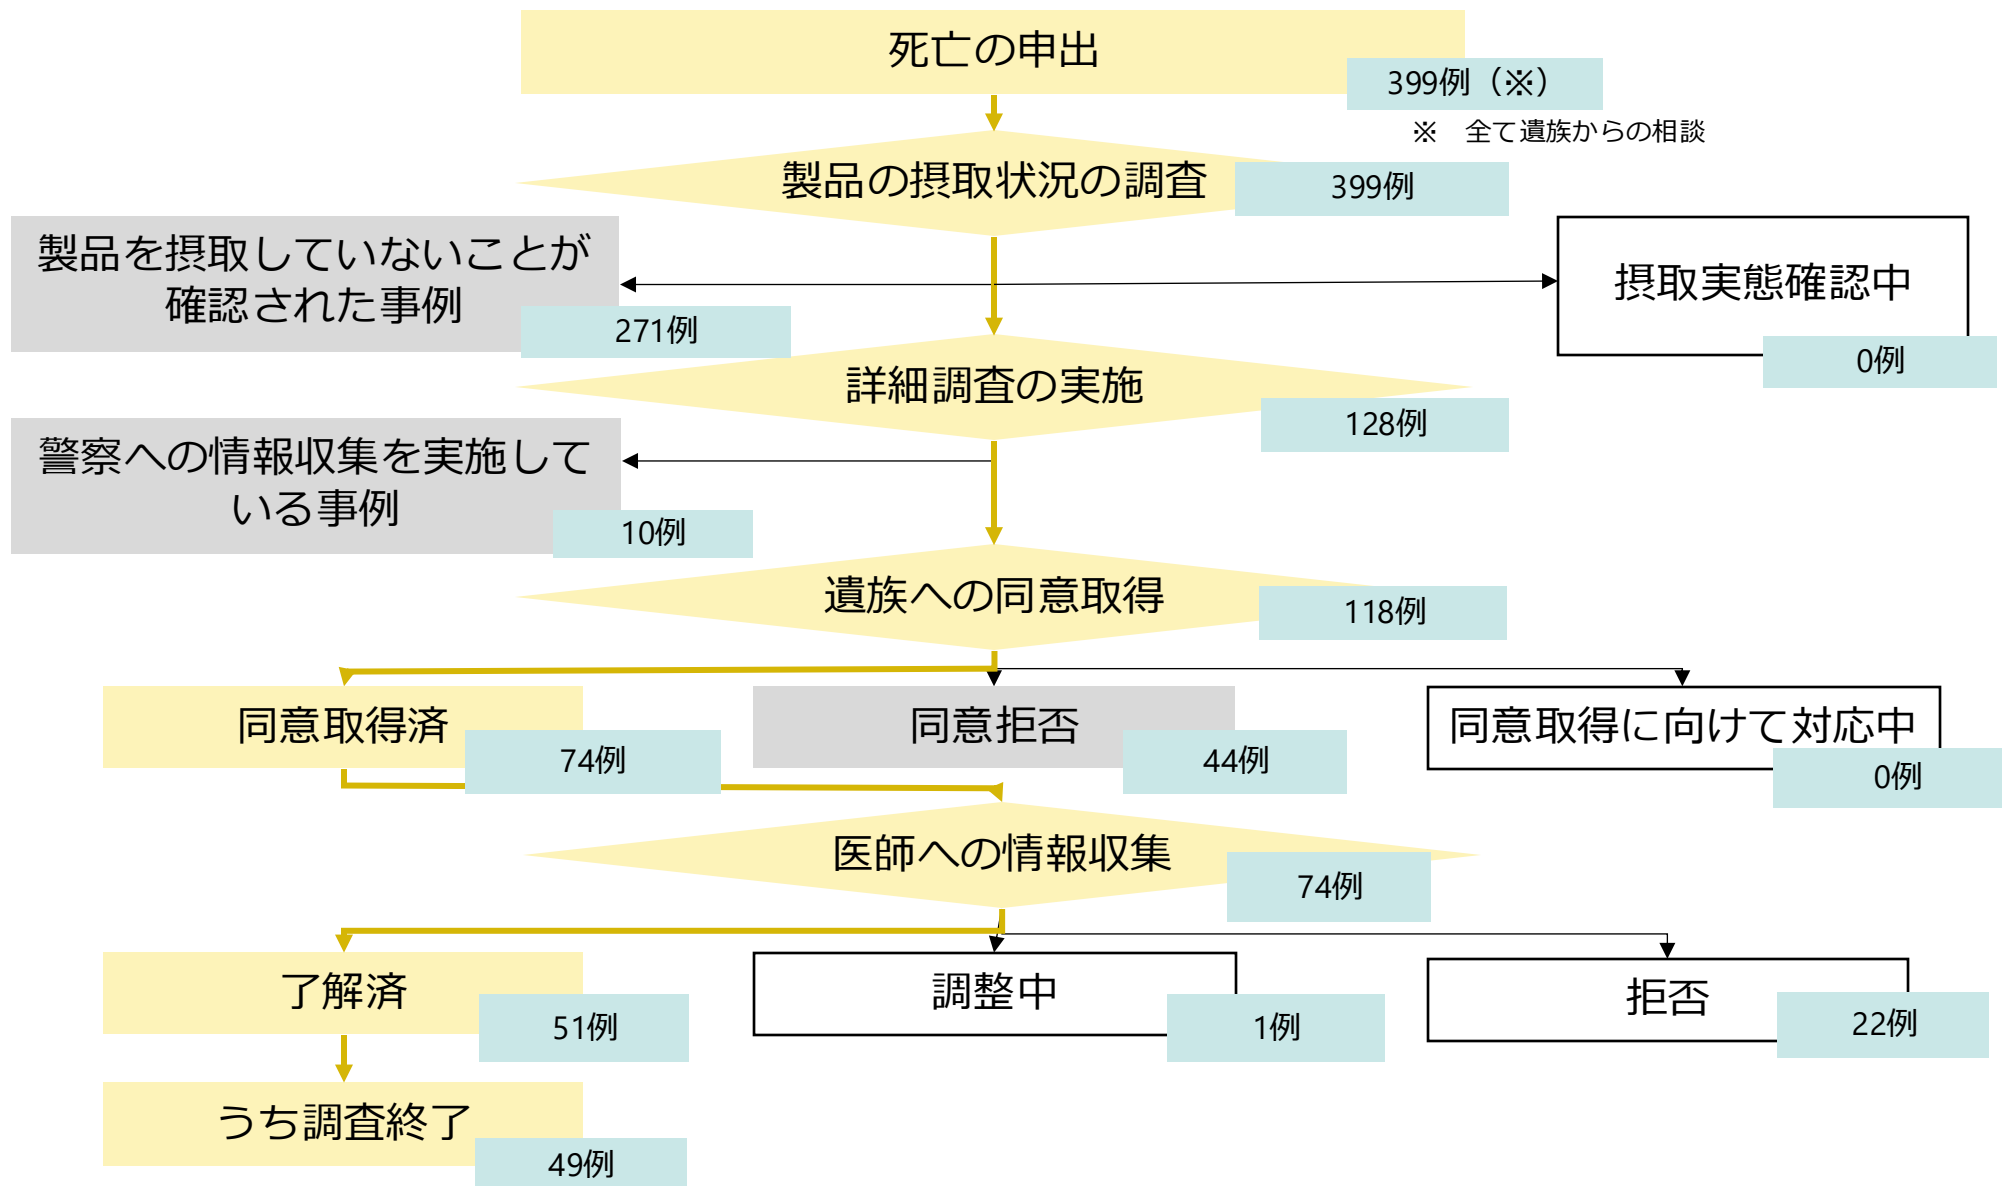 死亡の申出
399例（※）
※　全て遺族からの相談
製品の摂取状況の調査
399例
製品を摂取していないことが
確認された事例
271例
摂取実態確認中
0例
詳細調査の実施
128例
警察への情報収集を実施して
いる事例
10例
遺族への同意取得
118例
同意取得済
74例
同意拒否
44例
同意取得に向けて対応中
0例
医師への情報収集
74例
了解済
51例
調整中
1例
拒否
22例
うち調査終了
49例